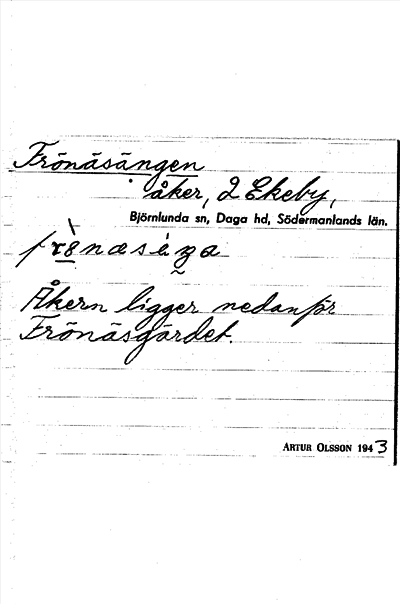 Frönäsängen
åker, 2 Ekeby,
Björnlunda sn, Daga hd, Södermanlands län.
Åkern ligger nedanför
Frönäsgärdet.
ARTUR OLSSON 1943